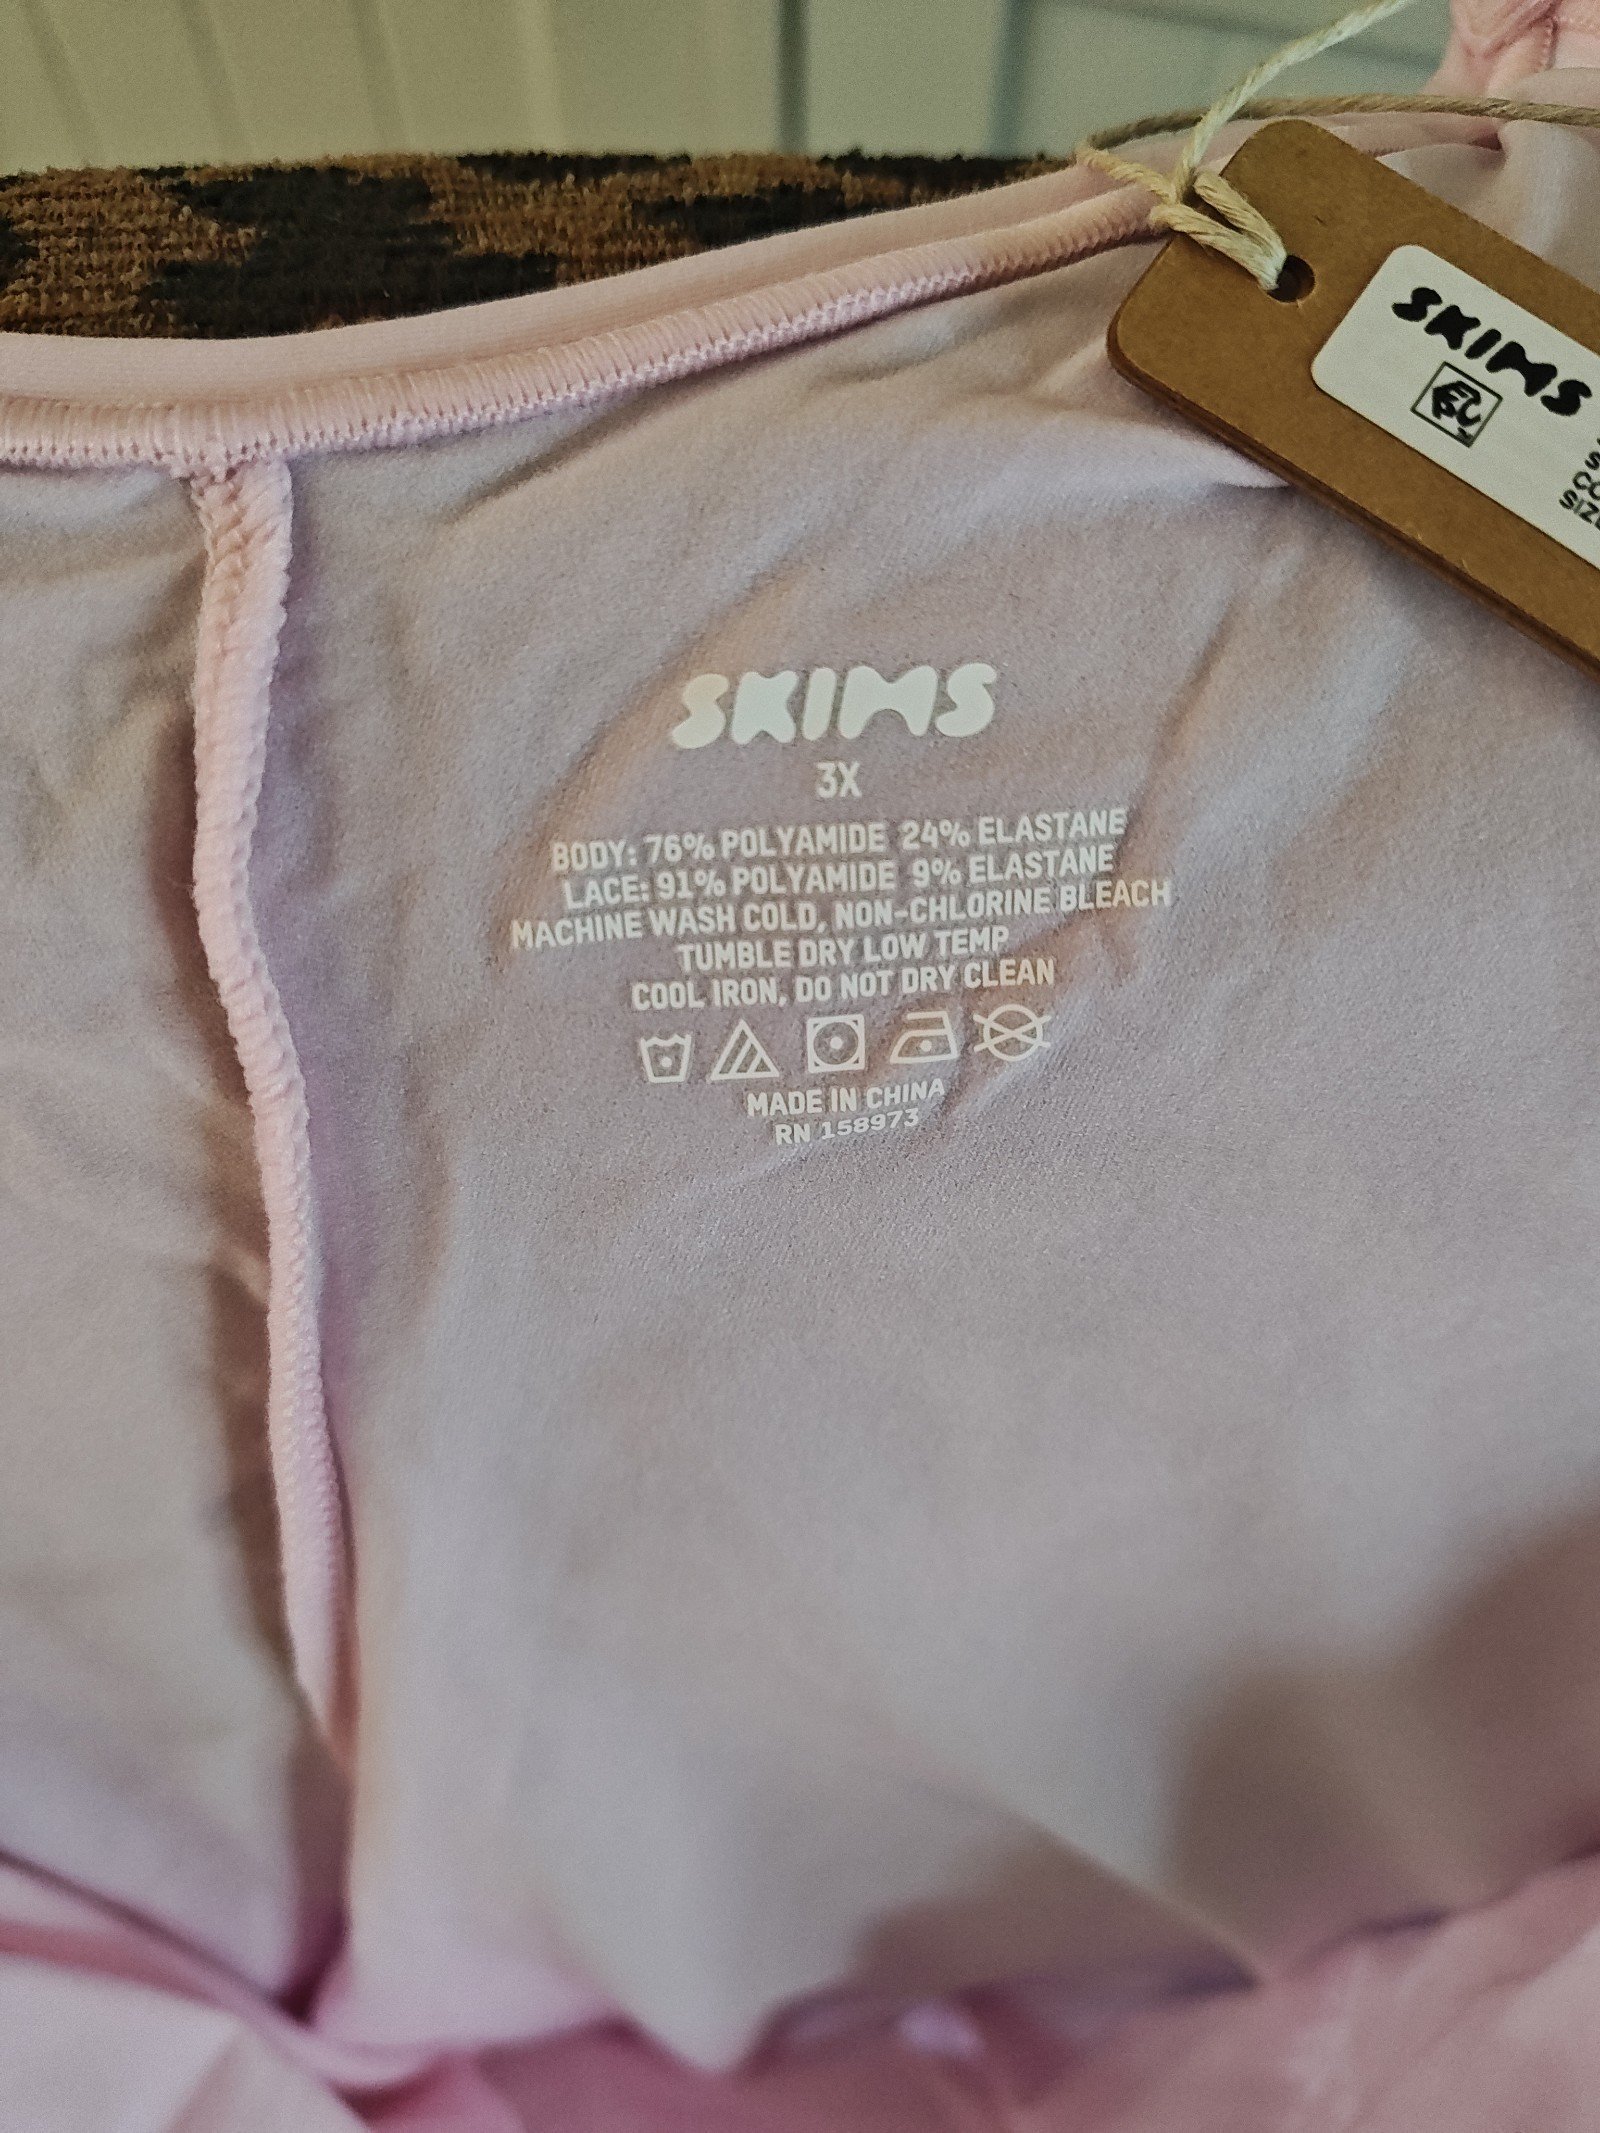 SKIMS
SIZE
SKIMS
3X
BODY: 76% POLYAMIDE 24% ELASTANE
LACE: 91% POLYAMIDE 9% ELASTANE
MACHINE WASH COLD, NON-CHLORINE BLEACH
TUMBLE DRY LOW TEMP
COOL IRON, DO NOT DRY CLEAN
MADE IN CHINA
RN 158973